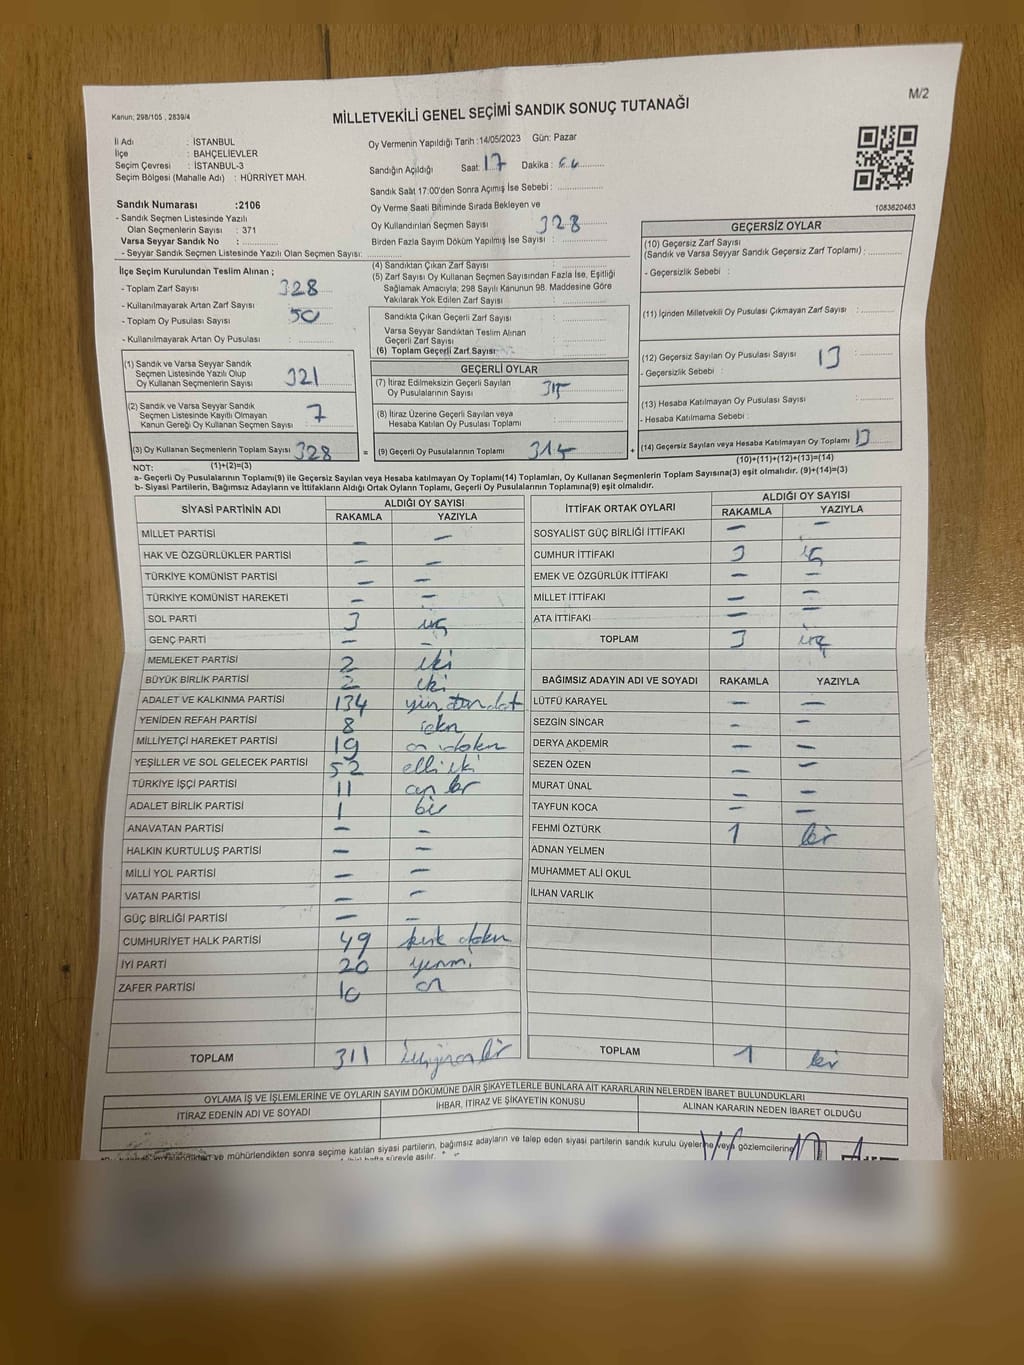 M/2
Kanun; 298/105 , 2839/4
MİLLETVEKİLİ GENEL SEÇİMİ SANDIK SONUÇ TUTANAĞI
İl Adı : İSTANBUL
İlçe : BAHÇELİEVLER
Seçim Çevresi : İSTANBUL-3
Seçim Bölgesi (Mahalle Adı) : HÜRRİYET MAH.
Oy Vermenin Yapıldığı Tarih :14/05/2023 Gün: Pazar
Sandığın Açıldığı Saat: 17 Dakika:
Sandık Saat 17:00'den Sonra Açımış İse Sebebi:
Oy Verme Saati Bitiminde Sırada Bekleyen ve
Oy Kullandırılan Seçmen Sayısı 328
Birden Fazla Sayım Döküm Yapılmış İse Sayısı :
1083620463
Sandık Numarası :2106
- Sandık Seçmen Listesinde Yazılı
Olan Seçmenlerin Sayısı : 371
Varsa Seyyar Sandık No :
- Seyyar Sandık Seçmen Listesinde Yazılı Olan Seçmen Sayısı:
İlçe Seçim Kurulundan Teslim Alınan ;
- Toplam Zarf Sayısı 328
- Kullanılmayarak Artan Zarf Sayısı
- Toplam Oy Pusulası Sayısı : 50
- Kullanılmayarak Artan Oy Pusulası :
(1) Sandık ve Varsa Seyyar Sandık
Seçmen Listesinde Yazılı Olup
Oy Kullanan Seçmenlerin Sayısı 321
(2) Sandık ve Varsa Seyyar Sandık
Seçmen Listesinde Kayıtlı Olmayan
Kanun Gereği Oy Kullanan Seçmen Sayısı 7
(3) Oy Kullanan Seçmenlerin Toplam Sayısı 328
(1)+(2)=(3)
(4) Sandıktan Çıkan Zarf Sayısı
(5) Zarf Sayısı Oy Kullanan Seçmen Sayısından Fazla İse, Eşitliği
Sağlamak Amacıyla; 298 Sayılı Kanunun 98. Maddesine Göre
Yakılarak Yok Edilen Zarf Sayısı
Sandıkta Çıkan Geçerli Zarf Sayısı :
Varsa Seyyar Sandıktan Teslim Alınan
Geçerli Zarf Sayısı
(6) Toplam Geçerli Zarf Sayısı
GEÇERLİ OYLAR
(7) İtiraz Edilmeksizin Geçerli Sayılan
Oy Pusulalarının Sayısı 315
(8) İtiraz Üzerine Geçerli Sayılan veya
Hesaba Katılan Oy Pusulası Toplamı
= (9) Geçerli Oy Pusulalarının Toplamı 315 +
GEÇERSİZ OYLAR
(10) Geçersiz Zarf Sayısı
(Sandık ve Varsa Seyyar Sandık Geçersiz Zarf Toplamı) :
- Geçersizlik Sebebi :
(11) İçinden Milletvekili Oy Pusulası Çıkmayan Zarf Sayısı :
(12) Geçersiz Sayılan Oy Pusulası Sayısı 13
- Geçersizlik Sebebi :
(13) Hesaba Katılmayan Oy Pusulası Sayısı
- Hesaba Katılmama Sebebi :
(14) Geçersiz Sayılan veya Hesaba Katılmayan Oy Toplamı 13
(10)+(11)+(12)+(13)=(14)
NOT:
a- Geçerli Oy Pusulalarının Toplamı(9) ile Geçersiz Sayılan veya Hesaba katılmayan Oy Toplamı(14) Toplamları, Oy Kullanan Seçmenlerin Toplam Sayısına(3) eşit olmalıdır. (9)+(14)=(3)
b- Siyasi Partilerin, Bağımsız Adayların ve İttifakların Aldığı Ortak Oyların Toplamı, Geçerli Oy Pusulalarının Toplamına(9) eşit olmalıdır.
SİYASİ PARTİNİN ADI ALDIĞI OY SAYISI
RAKAMLA YAZIYLA
MİLLET PARTİSİ – –
HAK VE ÖZGÜRLÜKLER PARTİSİ – –
TÜRKİYE KOMÜNİST PARTİSİ – –
TÜRKİYE KOMÜNİST HAREKETİ – –
SOL PARTİ 3 üç
GENÇ PARTİ – –
MEMLEKET PARTİSİ 2 iki
BÜYÜK BİRLİK PARTİSİ 2 iki
ADALET VE KALKINMA PARTİSİ 134
YENİDEN REFAH PARTİSİ 8 sekiz
MİLLİYETÇİ HAREKET PARTİSİ 19 on dokuz
YEŞİLLER VE SOL GELECEK PARTİSİ 52 elli iki
TÜRKİYE İŞÇİ PARTİSİ 11 on bir
ADALET BİRLİK PARTİSİ 1 bir
ANAVATAN PARTİSİ – –
HALKIN KURTULUŞ PARTİSİ – –
MİLLİ YOL PARTİSİ – –
VATAN PARTİSİ – –
GÜÇ BİRLİĞİ PARTİSİ – –
CUMHURİYET HALK PARTİSİ 49 kırk dokuz
İYİ PARTİ 20 yirmi
ZAFER PARTİSİ 10 on
TOPLAM 311
İTTİFAK ORTAK OYLARI ALDIĞI OY SAYISI
RAKAMLA YAZIYLA
SOSYALİST GÜÇ BİRLİĞİ İTTİFAKI – –
CUMHUR İTTİFAKI 3 üç
EMEK VE ÖZGÜRLÜK İTTİFAKI – –
MİLLET İTTİFAKI – –
ATA İTTİFAKI – –
TOPLAM 3 üç
BAĞIMSIZ ADAYIN ADI VE SOYADI RAKAMLA YAZIYLA
LÜTFÜ KARAYEL – –
SEZGİN SİNCAR – –
DERYA AKDEMİR – –
SEZEN ÖZEN – –
MURAT ÜNAL – –
TAYFUN KOCA – –
FEHMİ ÖZTÜRK 1 bir
ADNAN YELMEN
MUHAMMET ALİ OKUL
İLHAN VARLIK
TOPLAM 1 bir
OYLAMA İŞ VE İŞLEMLERİNE VE OYLARIN SAYIM DÖKÜMÜNE DAİR ŞİKAYETLERLE BUNLARA AİT KARARLARIN NELERDEN İBARET BULUNDUKLARI
İTİRAZ EDENİN ADI VE SOYADI İHBAR, İTİRAZ VE ŞİKAYETİN KONUSU ALINAN KARARIN NEDEN İBARET OLDUĞU
ve mühürlendikten sonra seçime katılan siyasi partilerin, bağımsız adayların ve talep eden siyasi partilerin sandık kurulu üyelerine veya gözlemcilerine
hafta süreyle asılır.